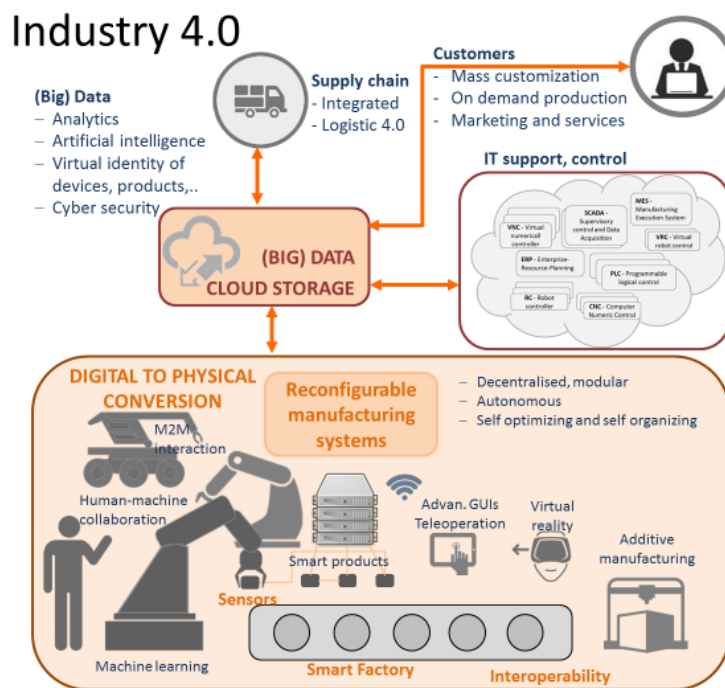 Industry 4.0
(Big) Data
– Analytics
– Artificial intelligence
– Virtual identity of
devices, products,..
– Cyber security
Supply chain
- Integrated
- Logistic 4.0
Customers
- Mass customization
- On demand production
- Marketing and services
IT support, control
VNC - Virtual
numericall
controller
SCADA -
Supervisory
control and Data
Acquisition
MES -
Manufacturing
Execution System
VRC - Virtual
robot control
ERP - Enterprise-
Resource-Planning
PLC - Programmable
logical control
RC - Robot
controller
CNC - Computer
Numeric Control
(BIG) DATA
CLOUD STORAGE
DIGITAL TO PHYSICAL
CONVERSION
Reconfigurable
manufacturing
systems
– Decentralised, modular
– Autonomous
– Self optimizing and self organizing
M2M
interaction
Human-machine
collaboration
Smart products
Advan. GUIs
Teleoperation
Virtual
reality
Additive
manufacturing
Sensors
Machine learning
Smart Factory
Interoperability